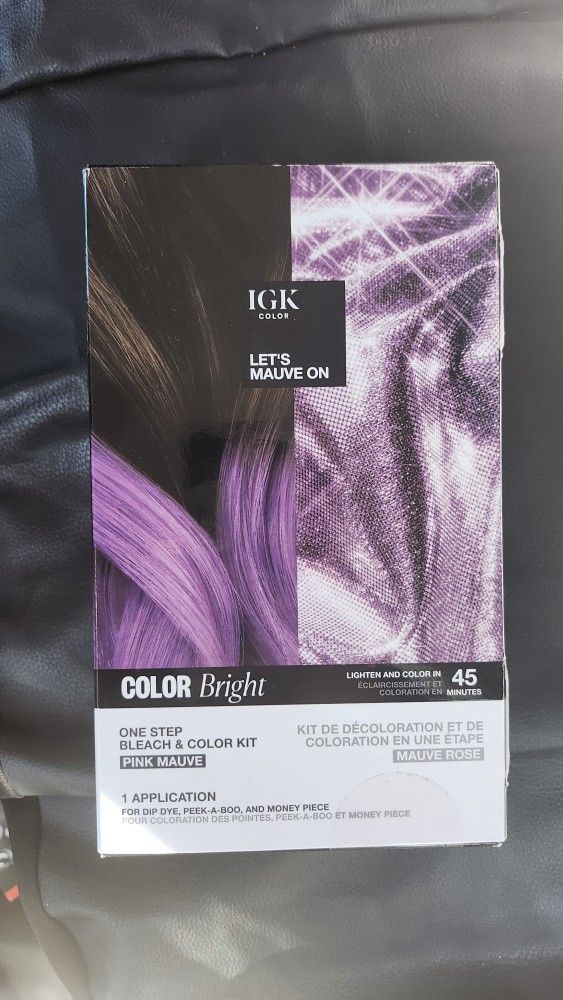 IGK
COLOR
LET'S
MAUVE ON
COLOR Bright
LIGHTEN AND COLOR IN
ÉCLAIRCISSEMENT ET
COLORATION EN
45
MINUTES
ONE STEP
BLEACH & COLOR KIT
PINK MAUVE
KIT DE DÉCOLORATION ET DE
COLORATION EN UNE ÉTAPE
MAUVE ROSE
1 APPLICATION
FOR DIP DYE, PEEK-A-BOO, AND MONEY PIECE
POUR COLORATION DES POINTES, PEEK-A-BOO ET MONEY PIECE